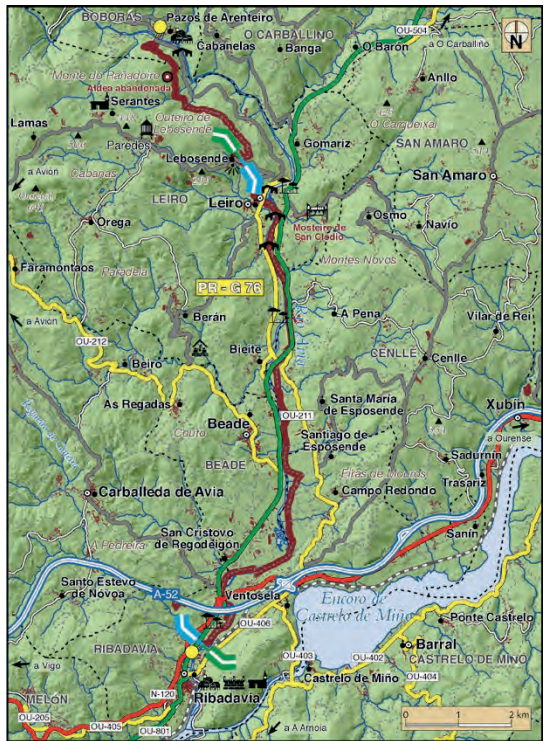 BOBORÁS
Pazos de Arenteiro
O CARBALLIÑO
OU-504
a O Carballiño
N
Cabanelas
Banga
O Barón
Monte do Rañadoiro
Aldea abandonada
Anllo
Serantes
Outeiro de
Lebosende
O Carqueixa
Lamas
SAN AMARO
Paredes
Gomariz
Lebosende
a Avión
Cabanas
San Amaro
LEIRO
Leiro
Osmo
Mosteiro de
San Clodio
Navío
Orega
Montes Novos
Faramontaos
Paradela
PR - G 76
A Pena
Berán
Vilar de Rei
a Avión
OU-212
CENLLE
Beiro
Bieite
Cenlle
As Regadas
Santa María
de Esposende
Xubín
OU-211
Beade
Couto
a Ourense
Santiago de
Esposende
Sadurnín
BEADE
Trasariz
Carballeda de Avia
Campo Redondo
San Cristovo
de Regodeigón
Sanín
A Pedreira
Santo Estevo
de Novoa
A-52
Ventosela
Encoro de
Castrelo de Miño
OU-406
Ponte Castrelo
RIBADAVIA
Barral
OU-403
OU-402
CASTRELO DE MIÑO
a Vigo
Castrelo de Miño
OU-404
MELÓN
N-120
Ribadavia
OU-205
OU-405
OU-801
a A Arnoia
0 1 2 km